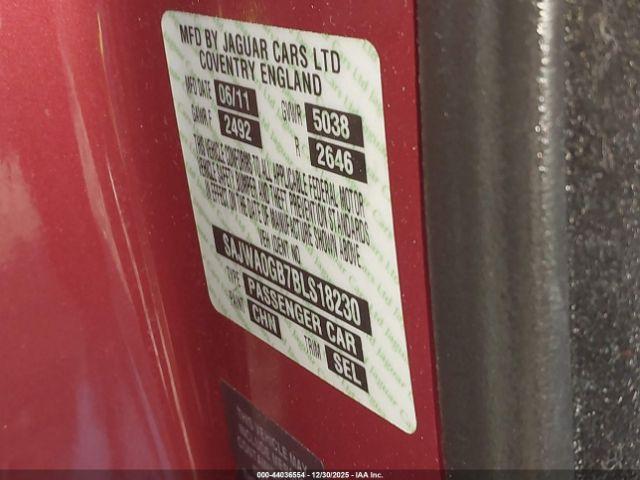 MFD BY JAGUAR CARS LTD
COVENTRY ENGLAND
MFD DATE 06/11 GVWR 5038
GAWR F 2492 R 2646
THIS VEHICLE CONFORMS TO ALL APPLICABLE FEDERAL MOTOR
VEHICLE SAFETY BUMPER AND THEFT PREVENTION STANDARDS
IN EFFECT ON THE DATE OF MANUFACTURE SHOWN ABOVE
VEH IDENT NO
SAJWA0GB7BLS18230
TYPE PASSENGER CAR
PAINT CHN TRIM SEL
THIS VEHICLE MAY
000-44036554 | 12/30/2025 - IAA Inc.